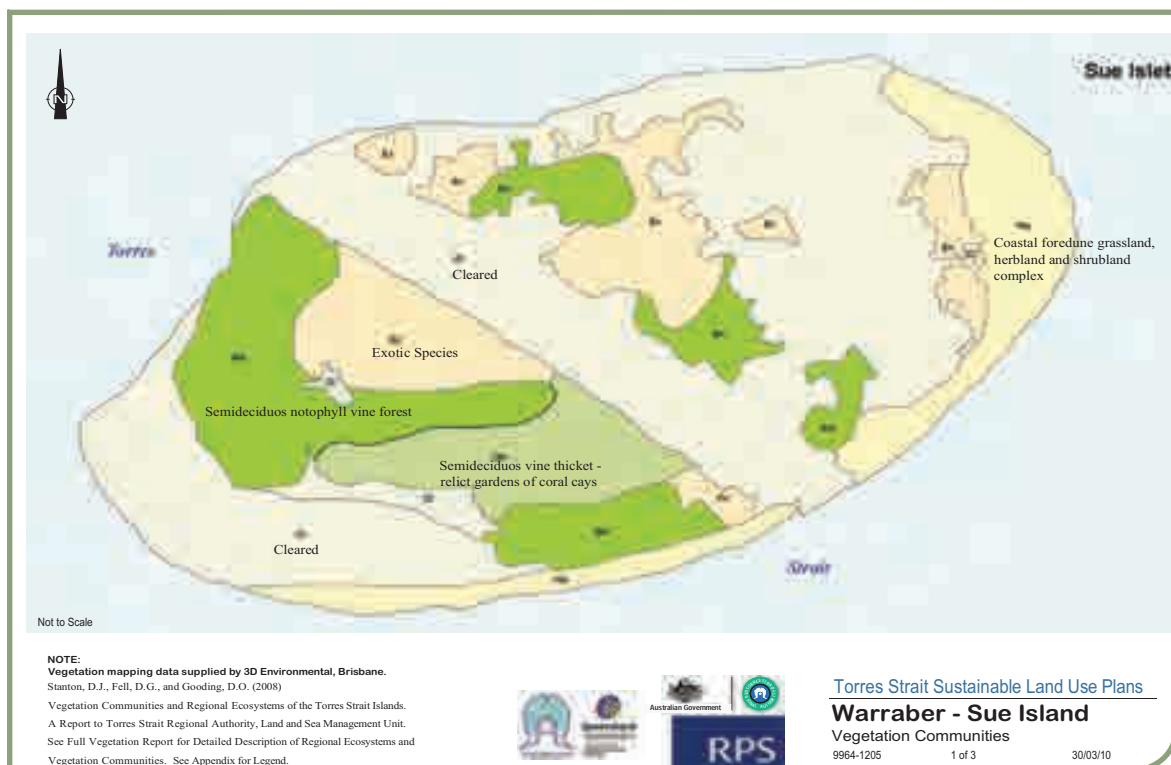 Sue Islet
Torres
Coastal foredune grassland,
herbland and shrubland
complex
Cleared
Exotic Species
Semideciduos notophyll vine forest
Semideciduos vine thicket -
relict gardens of coral cays
Cleared
Strait
Not to Scale
NOTE:
Vegetation mapping data supplied by 3D Environmental, Brisbane.
Stanton, D.J., Fell, D.G., and Gooding, D.O. (2008)
Vegetation Communities and Regional Ecosystems of the Torres Strait Islands.
A Report to Torres Strait Regional Authority, Land and Sea Management Unit.
See Full Vegetation Report for Detailed Description of Regional Ecosystems and
Vegetation Communities. See Appendix for Legend.
Australian Government
RPS
Torres Strait Sustainable Land Use Plans
Warraber - Sue Island
Vegetation Communities
9964-1205 1 of 3 30/03/10
N